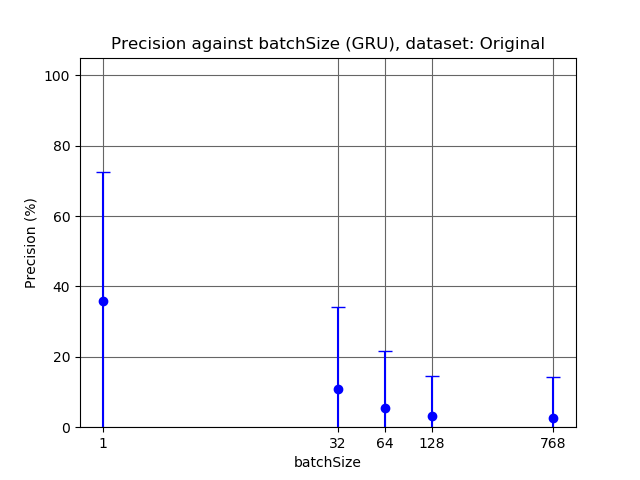 Precision against batchSize (GRU), dataset: Original
Precision (%)
100
80
60
40
20
0
1 32 64 128 768
batchSize